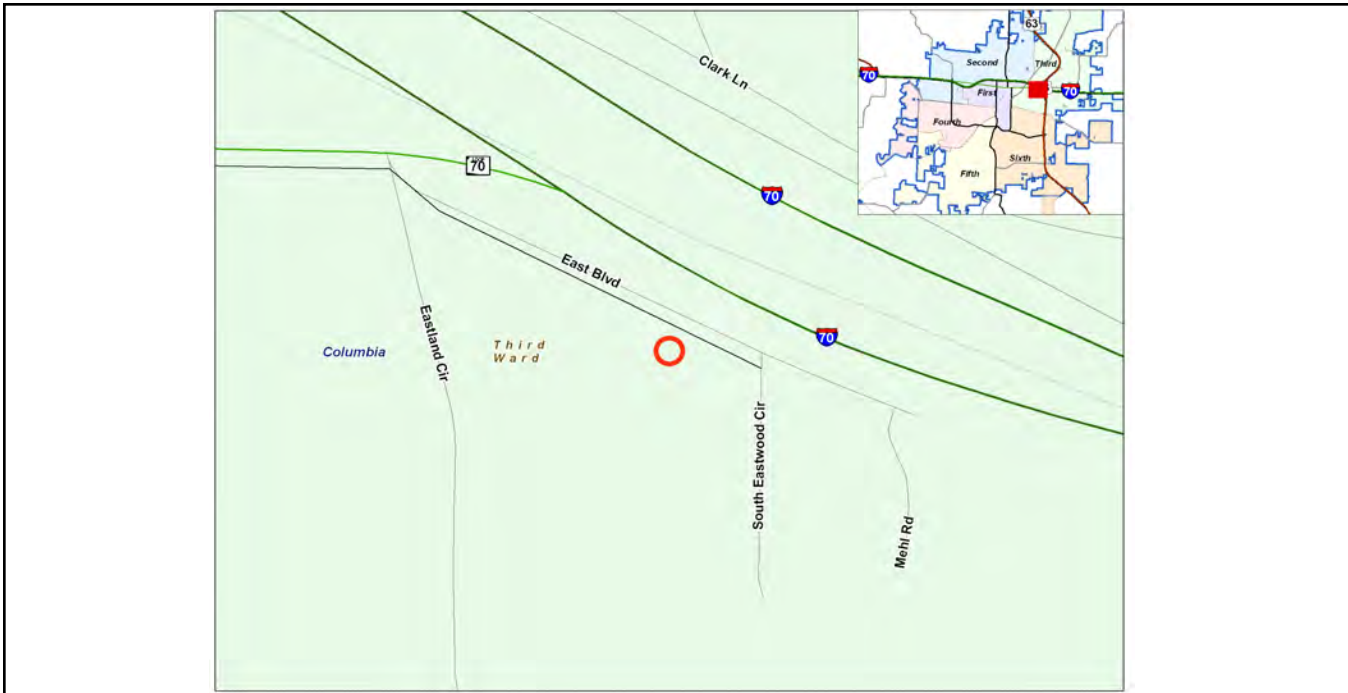 Clark Ln
70
70
East Blvd
Eastland Cir
Columbia
Third
Ward
70
South Eastwood Cir
Mehl Rd
63
Second
Third
70
First
70
Fourth
Sixth
Fifth